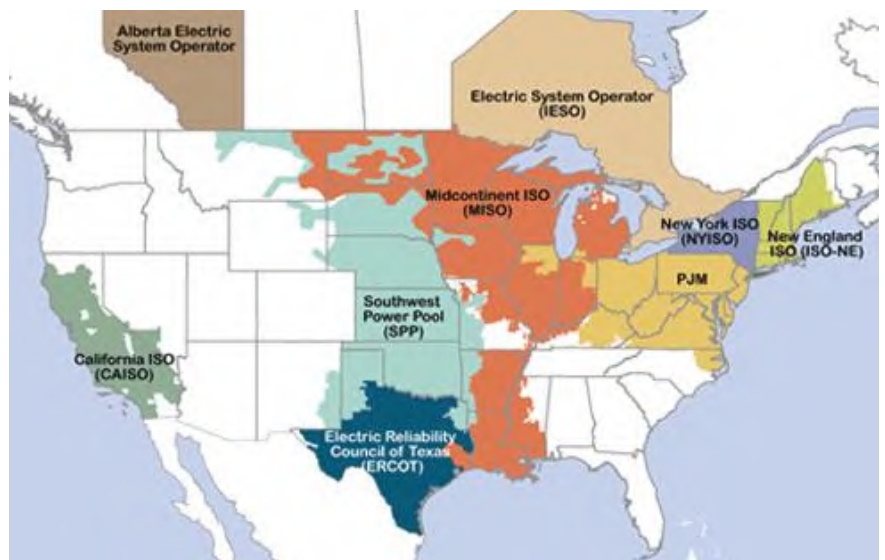 Alberta Electric
System Operator
Electric System Operator
(IESO)
Midcontinent ISO
(MISO)
New York ISO
(NYISO)
New England
ISO (ISO-NE)
PJM
Southwest
Power Pool
(SPP)
California ISO
(CAISO)
Electric Reliability
Council of Texas
(ERCOT)